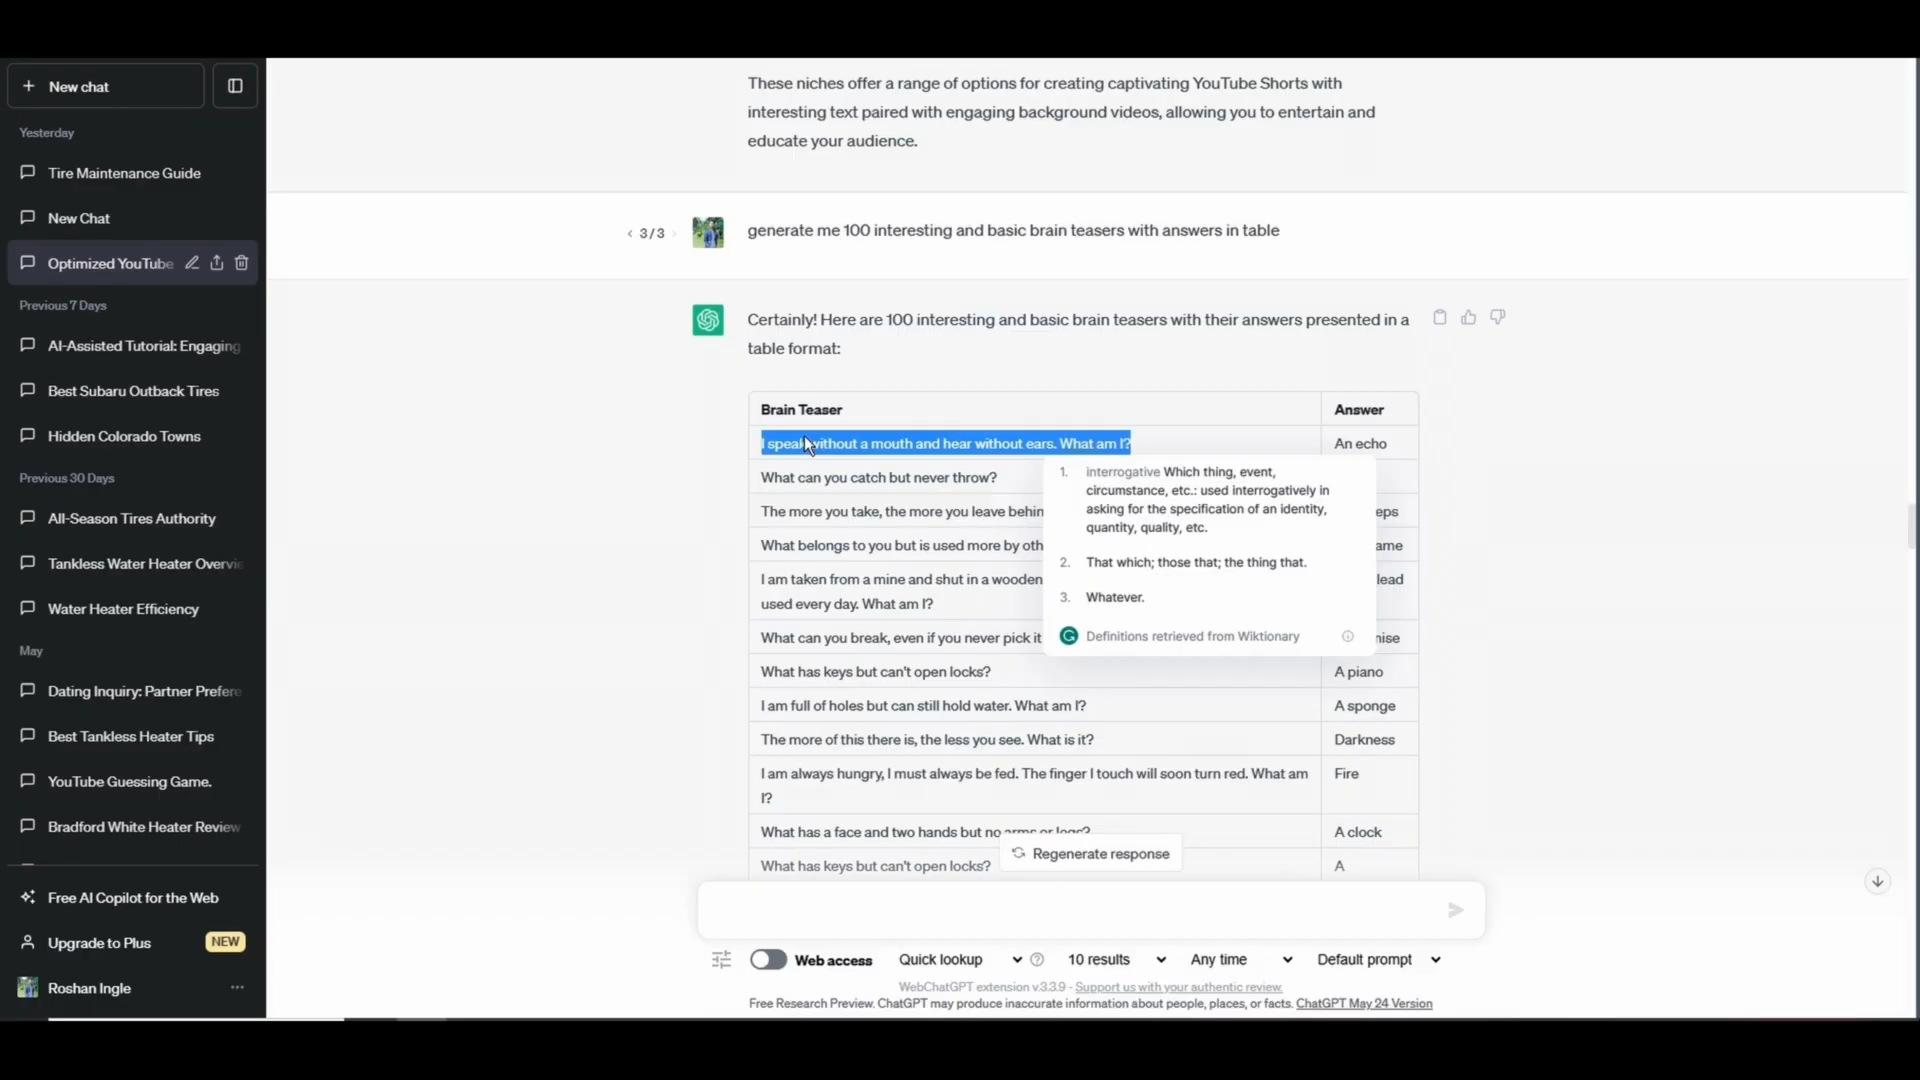 New chat
Yesterday
Tire Maintenance Guide
New Chat
Optimized YouTube
Previous 7 Days
AI-Assisted Tutorial: Engaging
Best Subaru Outback Tires
Hidden Colorado Towns
Previous 30 Days
All-Season Tires Authority
Tankless Water Heater Overvie
Water Heater Efficiency
May
Dating Inquiry: Partner Prefere
Best Tankless Heater Tips
YouTube Guessing Game.
Bradford White Heater Review
Free AI Copilot for the Web
Upgrade to Plus NEW
Roshan Ingle
These niches offer a range of options for creating captivating YouTube Shorts with
interesting text paired with engaging background videos, allowing you to entertain and
educate your audience.
3/3
generate me 100 interesting and basic brain teasers with answers in table
Certainly! Here are 100 interesting and basic brain teasers with their answers presented in a
table format:
Brain Teaser Answer
I speak without a mouth and hear without ears. What am I? An echo
What can you catch but never throw?
The more you take, the more you leave behin eps
What belongs to you but is used more by oth ame
I am taken from a mine and shut in a wooden lead
used every day. What am I?
What can you break, even if you never pick it nise
What has keys but can't open locks? A piano
I am full of holes but can still hold water. What am I? A sponge
The more of this there is, the less you see. What is it? Darkness
I am always hungry, I must always be fed. The finger I touch will soon turn red. What am Fire
I?
What has a face and two hands but no arms or legs? A clock
What has keys but can't open locks? A
1. interrogative Which thing, event,
circumstance, etc.: used interrogatively in
asking for the specification of an identity,
quantity, quality, etc.
2. That which; those that; the thing that.
3. Whatever.
Definitions retrieved from Wiktionary
Regenerate response
Web access Quick lookup 10 results Any time Default prompt
WebChatGPT extension v.3.3.9 - Support us with your authentic review.
Free Research Preview. ChatGPT may produce inaccurate information about people, places, or facts. ChatGPT May 24 Version